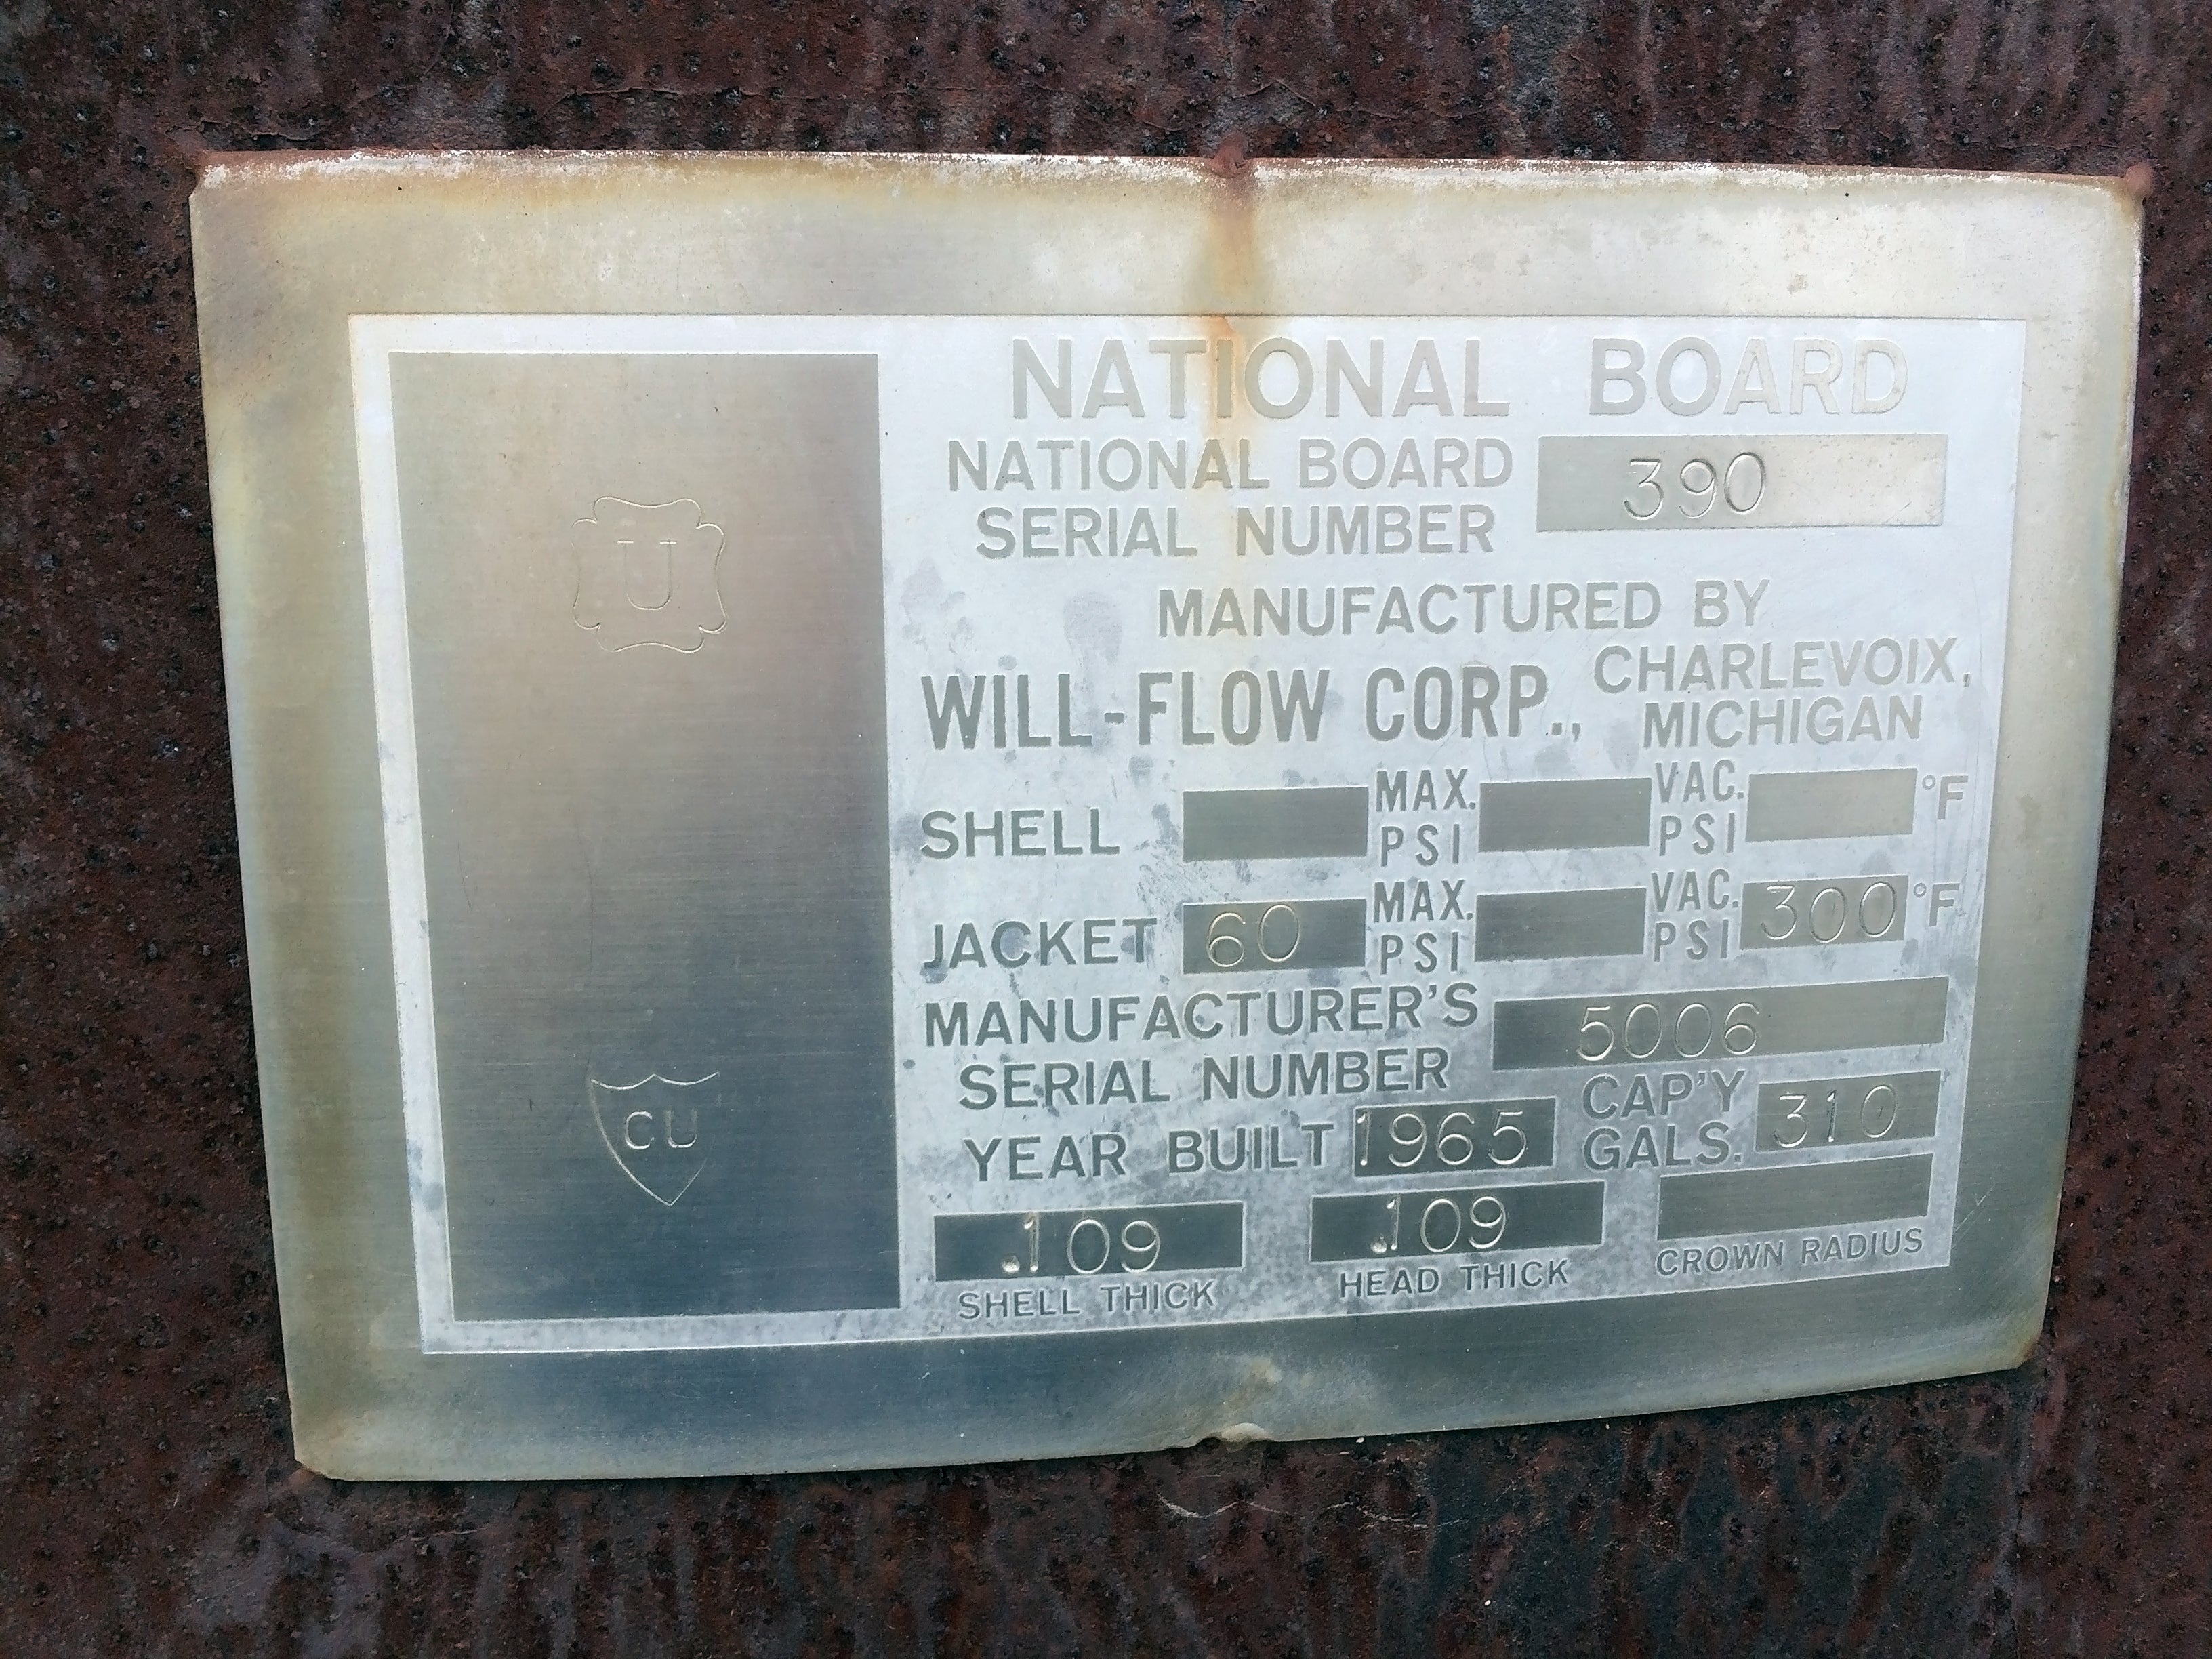 NATIONAL BOARD
NATIONAL BOARD
SERIAL NUMBER 390
MANUFACTURED BY
WILL-FLOW CORP., CHARLEVOIX,
MICHIGAN
SHELL MAX. PSI VAC. PSI °F
JACKET 60 MAX. PSI VAC. PSI 300 °F
MANUFACTURER'S
SERIAL NUMBER 5006
YEAR BUILT 1965 CAP'Y
GALS. 310
.109 .109
SHELL THICK HEAD THICK CROWN RADIUS
U
CU